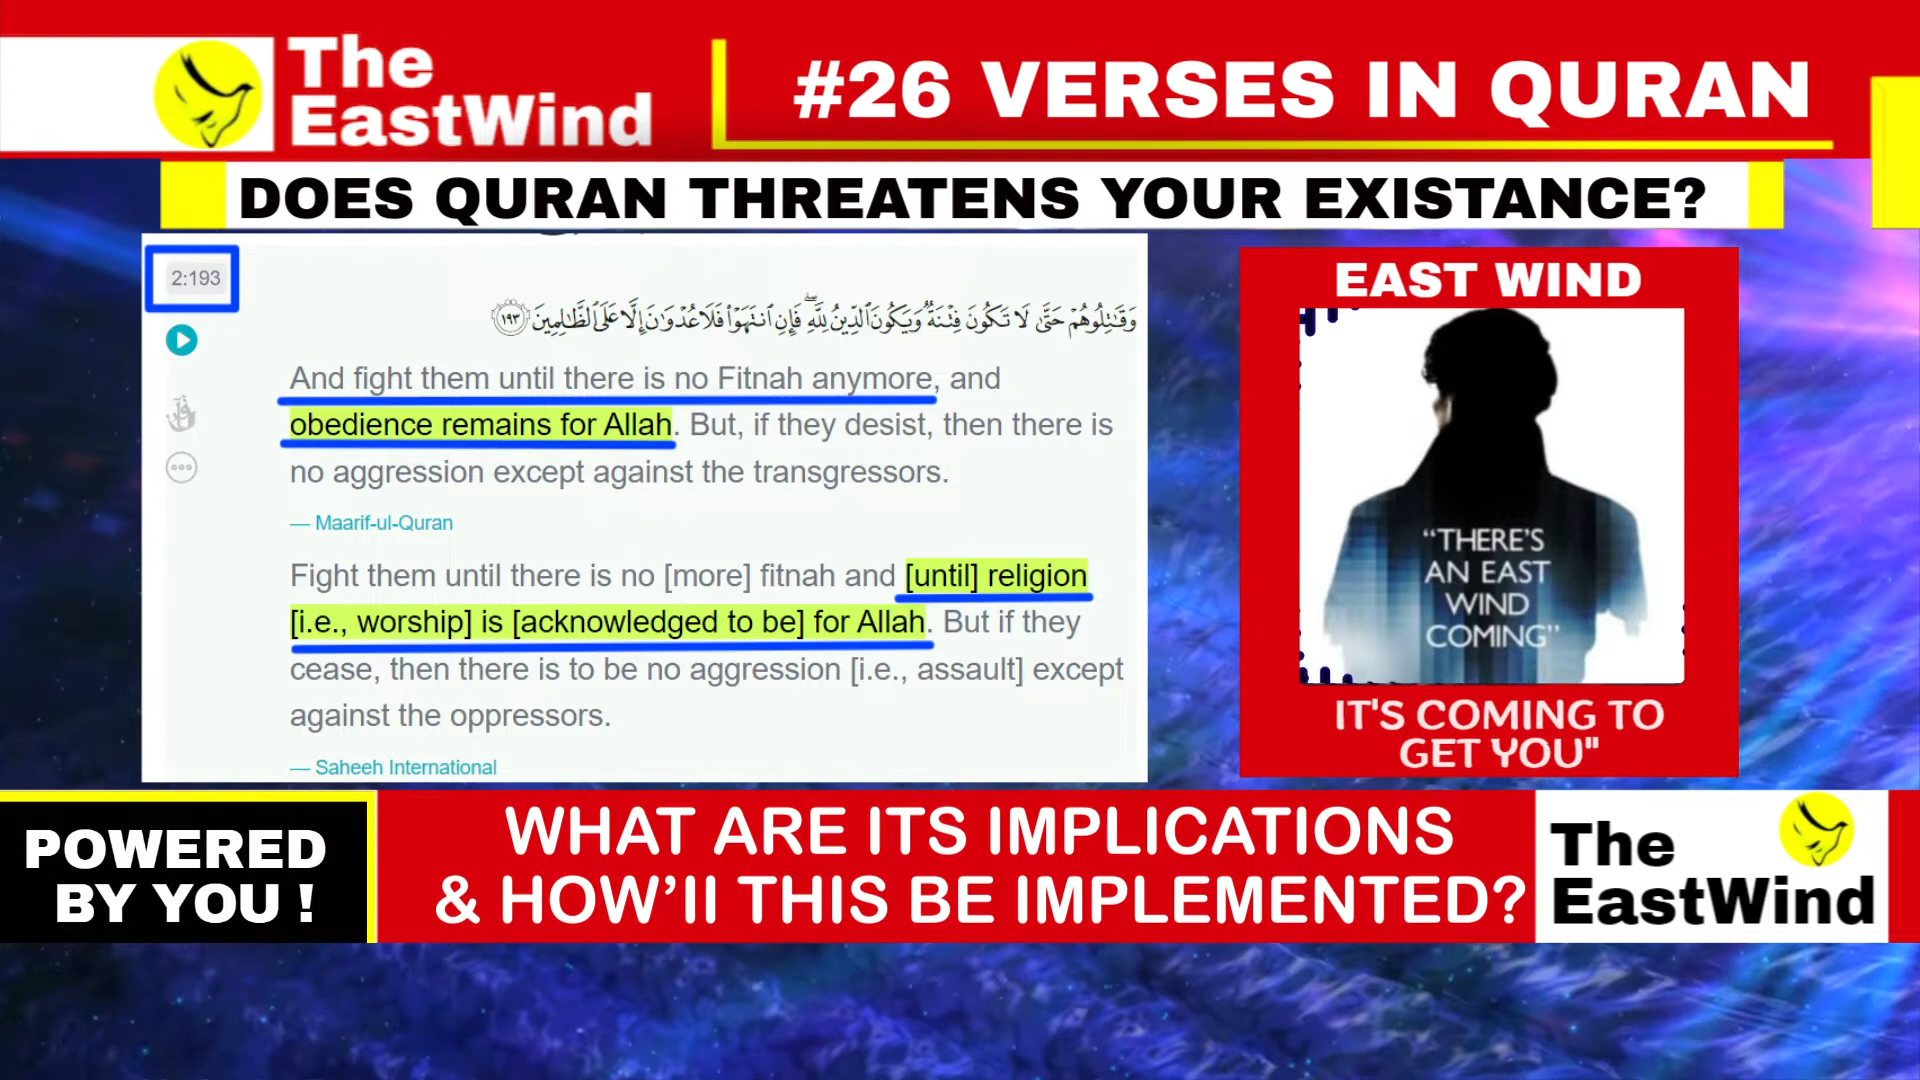 The
EastWind
#26 VERSES IN QURAN
DOES QURAN THREATENS YOUR EXISTANCE?
2:193
وَقَٰتِلُوهُمْ حَتَّىٰ لَا تَكُونَ فِتْنَةٌ وَيَكُونَ ٱلدِّينُ لِلَّهِ ۖ فَإِنِ ٱنتَهَوْا۟ فَلَا عُدْوَٰنَ إِلَّا عَلَى ٱلظَّٰلِمِينَ ١٩٣
And fight them until there is no Fitnah anymore, and
obedience remains for Allah. But, if they desist, then there is
no aggression except against the transgressors.
— Maarif-ul-Quran
Fight them until there is no [more] fitnah and [until] religion
[i.e., worship] is [acknowledged to be] for Allah. But if they
cease, then there is to be no aggression [i.e., assault] except
against the oppressors.
— Saheeh International
EAST WIND
“THERE'S
AN EAST
WIND
COMING”
IT'S COMING TO
GET YOU"
POWERED
BY YOU !
WHAT ARE ITS IMPLICATIONS
& HOW’II THIS BE IMPLEMENTED?
The
EastWind